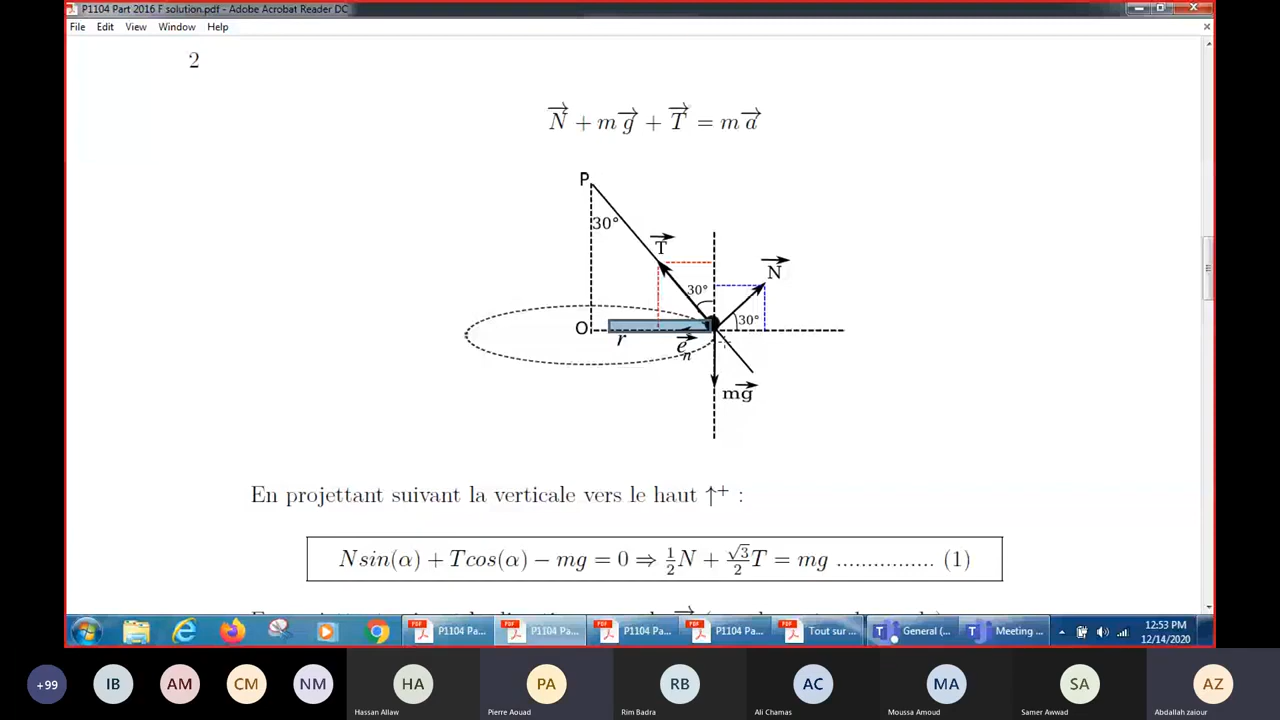 P1104 Part 2016 F solution.pdf - Adobe Acrobat Reader DC
File Edit View Window Help
2
N⃗ + mg⃗ + T⃗ = ma⃗
P
30°
T⃗
N⃗
30°
30°
O
r
e⃗n
mg⃗
En projettant suivant la verticale vers le haut ↑+ :
Nsin(α) + Tcos(α) − mg = 0 ⇒ 1/2 N + √3/2 T = mg ................ (1)
P1104 Pa... P1104 Pa... P1104 Pa... P1104 Pa... Tout sur ... General (... Meeting ...
12:53 PM
12/14/2020
+99 IB AM CM NM HA PA RB AC MA SA AZ
Hassan Allaw Pierre Aouad Rim Badra Ali Chamas Moussa Amoud Samer Awwad Abdallah zaiour